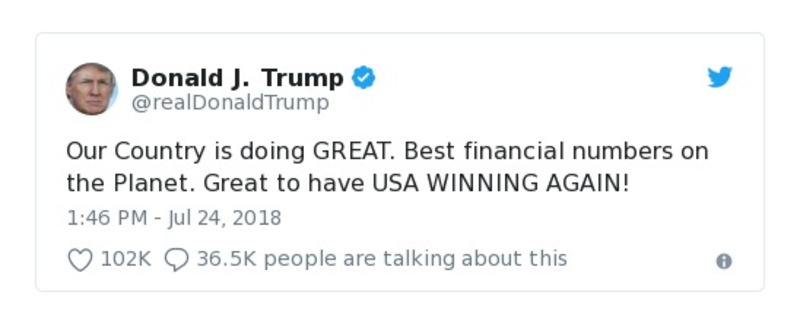 Donald J. Trump
@realDonaldTrump
Our Country is doing GREAT. Best financial numbers on
the Planet. Great to have USA WINNING AGAIN!
1:46 PM - Jul 24, 2018
102K 36.5K people are talking about this